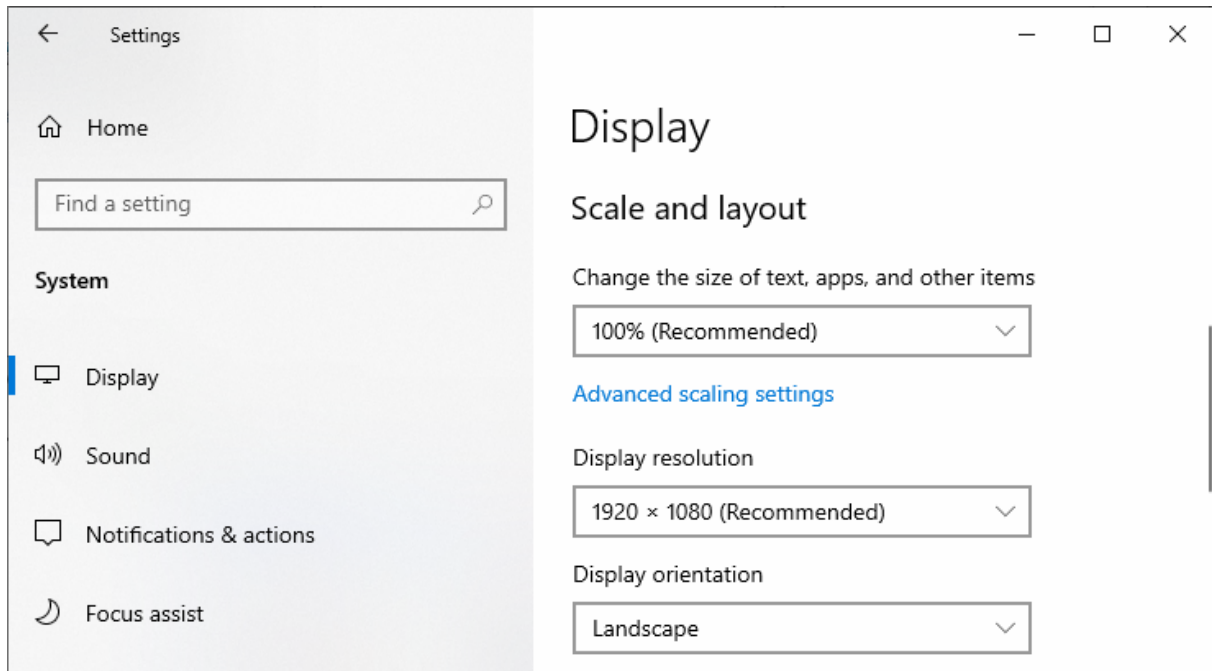 Settings
Home
Find a setting
System
Display
Sound
Notifications & actions
Focus assist
Display
Scale and layout
Change the size of text, apps, and other items
100% (Recommended)
Advanced scaling settings
Display resolution
1920 × 1080 (Recommended)
Display orientation
Landscape